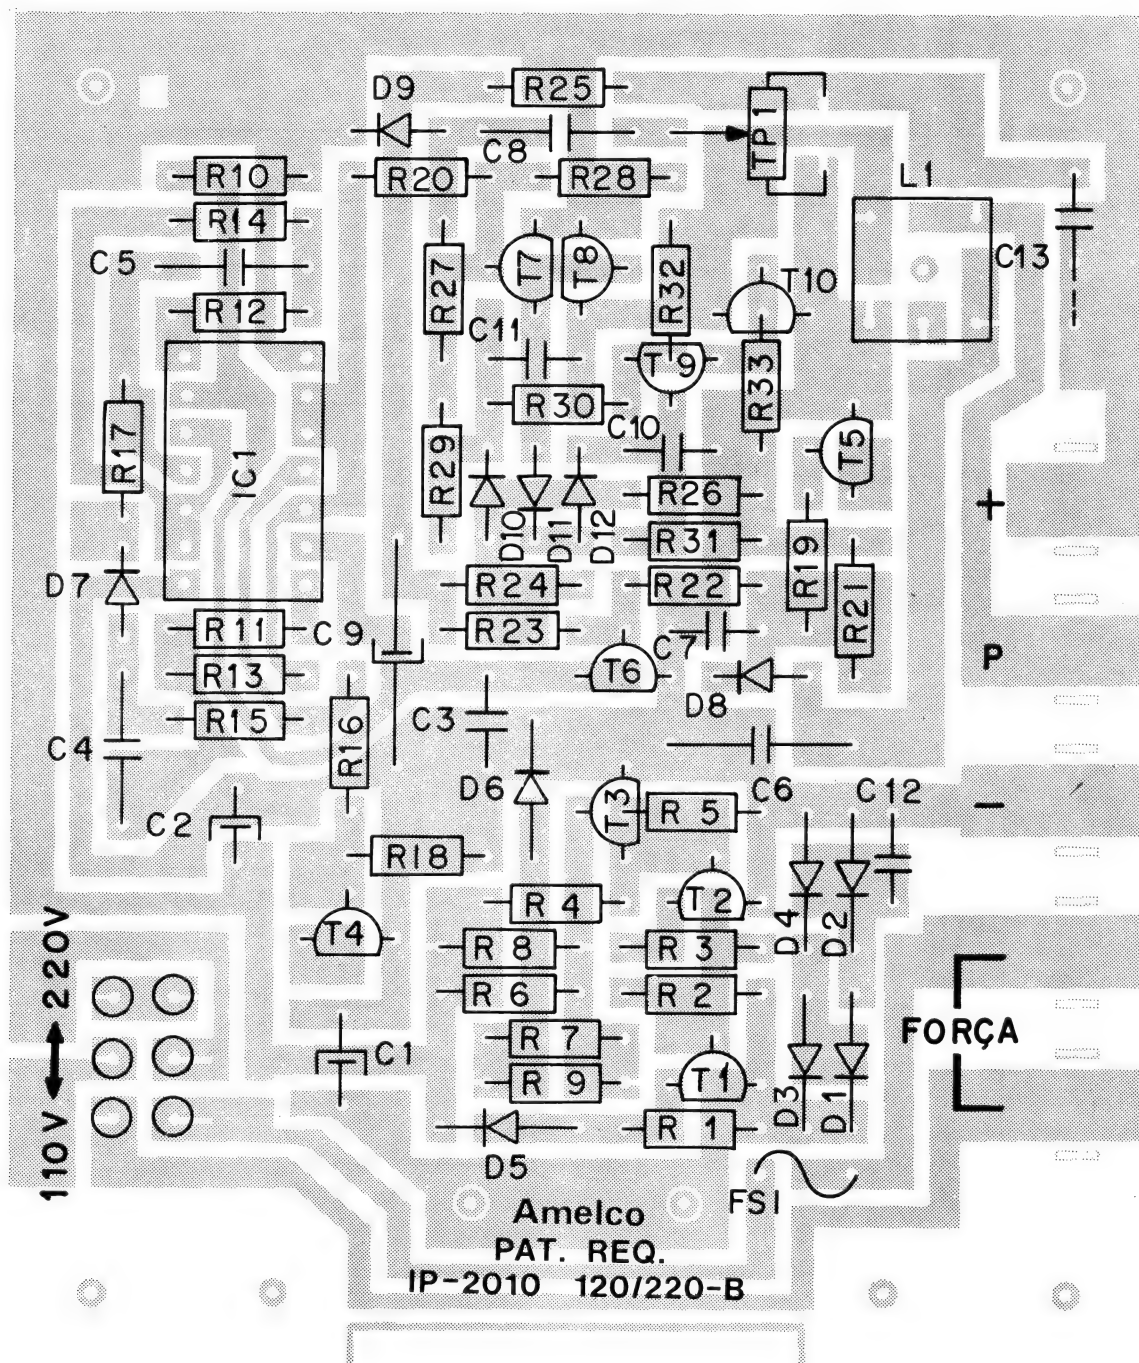 D9
R25
TP 1
C8
R10
R20
R28
L1
R14
C5
T7
T8
R27
R32
C13
T10
R12
C11
T 9
R33
R30
C10
R17
IC1
R29
T5
R26
+
D10
D11
D12
R31
R19
D7
R24
R22
R21
R11
C9
R23
C7
P
R13
T6
D8
R15
C3
R16
C4
D6
C6
C12
–
C2
T3
R 5
R18
T2
R 4
T4
R 3
D4
D2
R 8
220V
R 6
R 2
R 7
FORÇA
C1
R 9
T1
D3
D1
110V
R 1
D5
FS1
Amelco
PAT. REQ.
IP-2010 120/220-B